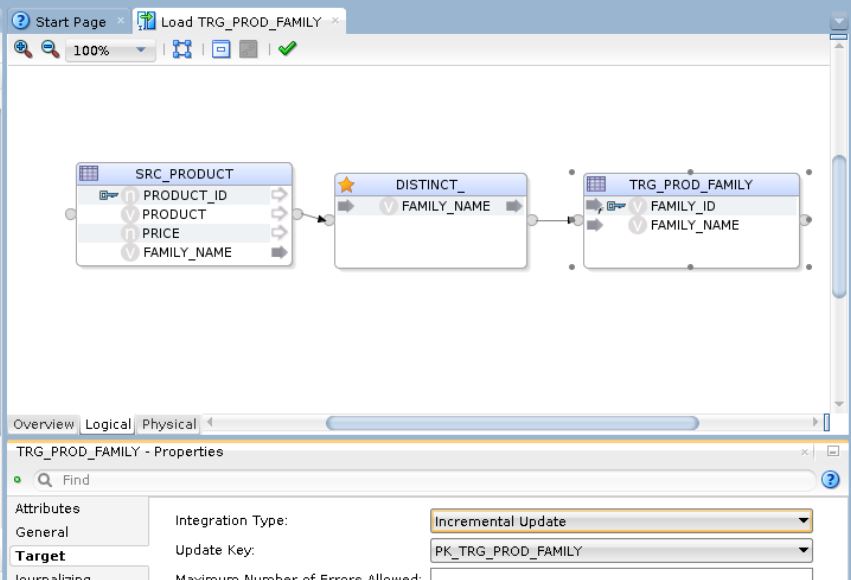 Start Page
Load TRG_PROD_FAMILY
100%
SRC_PRODUCT
PRODUCT_ID
PRODUCT
PRICE
FAMILY_NAME
DISTINCT_
FAMILY_NAME
TRG_PROD_FAMILY
FAMILY_ID
FAMILY_NAME
Overview Logical Physical
TRG_PROD_FAMILY - Properties
Find
Attributes
General
Target
Journalizing
Integration Type: Incremental Update
Update Key: PK_TRG_PROD_FAMILY
Maximum Number of Errors Allowed: